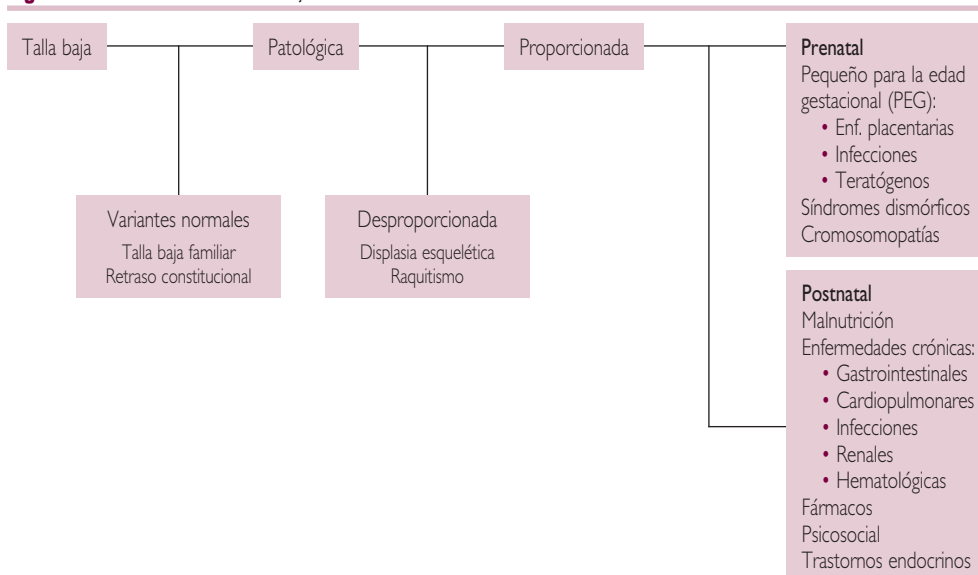 Talla baja
Patológica
Proporcionada
Variantes normales
Talla baja familiar
Retraso constitucional
Desproporcionada
Displasia esquelética
Raquitismo
Prenatal
Pequeño para la edad
gestacional (PEG):
• Enf. placentarias
• Infecciones
• Teratógenos
Síndromes dismórficos
Cromosomopatías
Postnatal
Malnutrición
Enfermedades crónicas:
• Gastrointestinales
• Cardiopulmonares
• Infecciones
• Renales
• Hematológicas
Fármacos
Psicosocial
Trastornos endocrinos